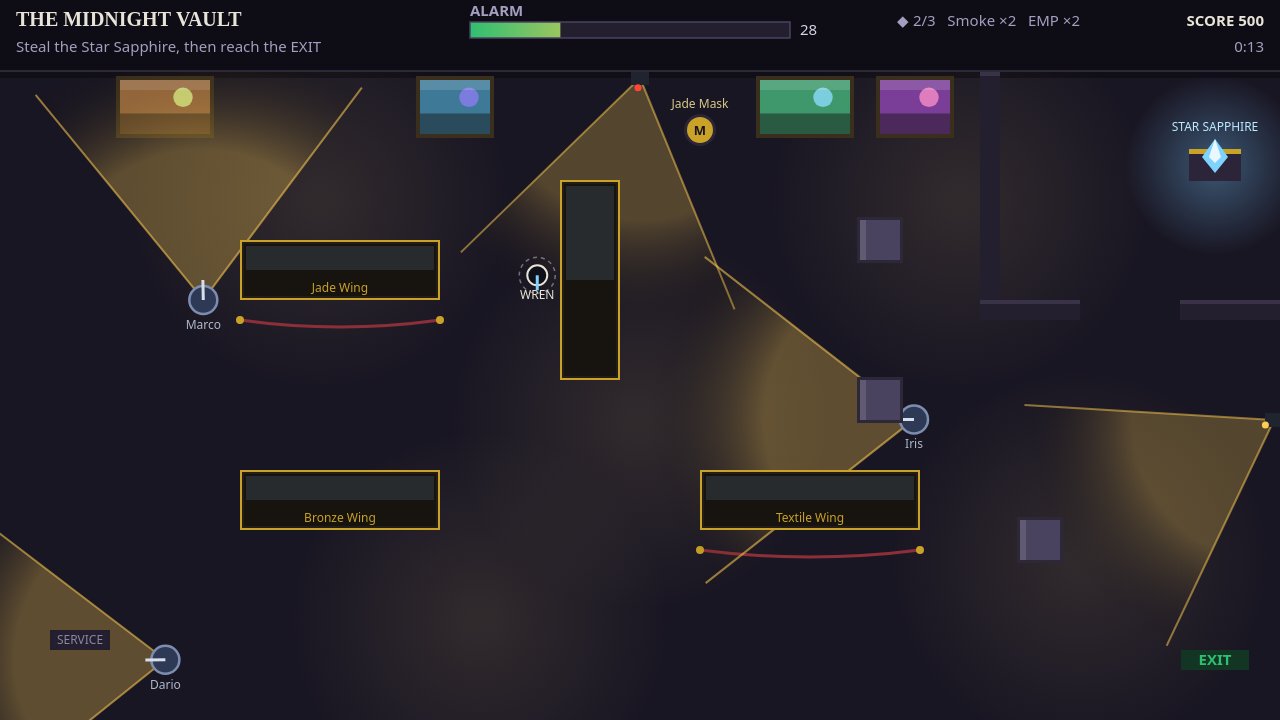 THE MIDNIGHT VAULT
Steal the Star Sapphire, then reach the EXIT
ALARM
28
◆ 2/3 Smoke ×2 EMP ×2
SCORE 500
0:13
Jade Mask
M
STAR SAPPHIRE
Jade Wing
WREN
Marco
Iris
Bronze Wing
Textile Wing
SERVICE
Dario
EXIT